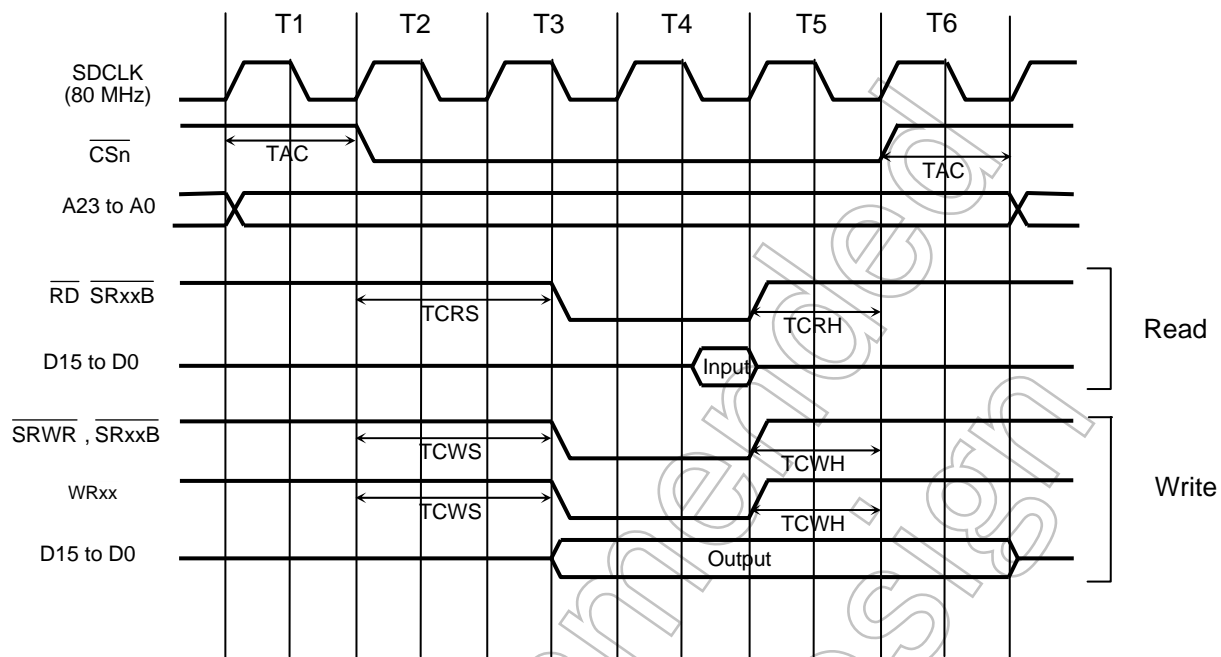 T1 T2 T3 T4 T5 T6
SDCLK
(80 MHz)
CSn
TAC TAC
A23 to A0
RD SRxxB
TCRS TCRH
Read
D15 to D0
Input
SRWR , SRxxB
TCWS TCWH
WRxx
Write
TCWS TCWH
D15 to D0
Output